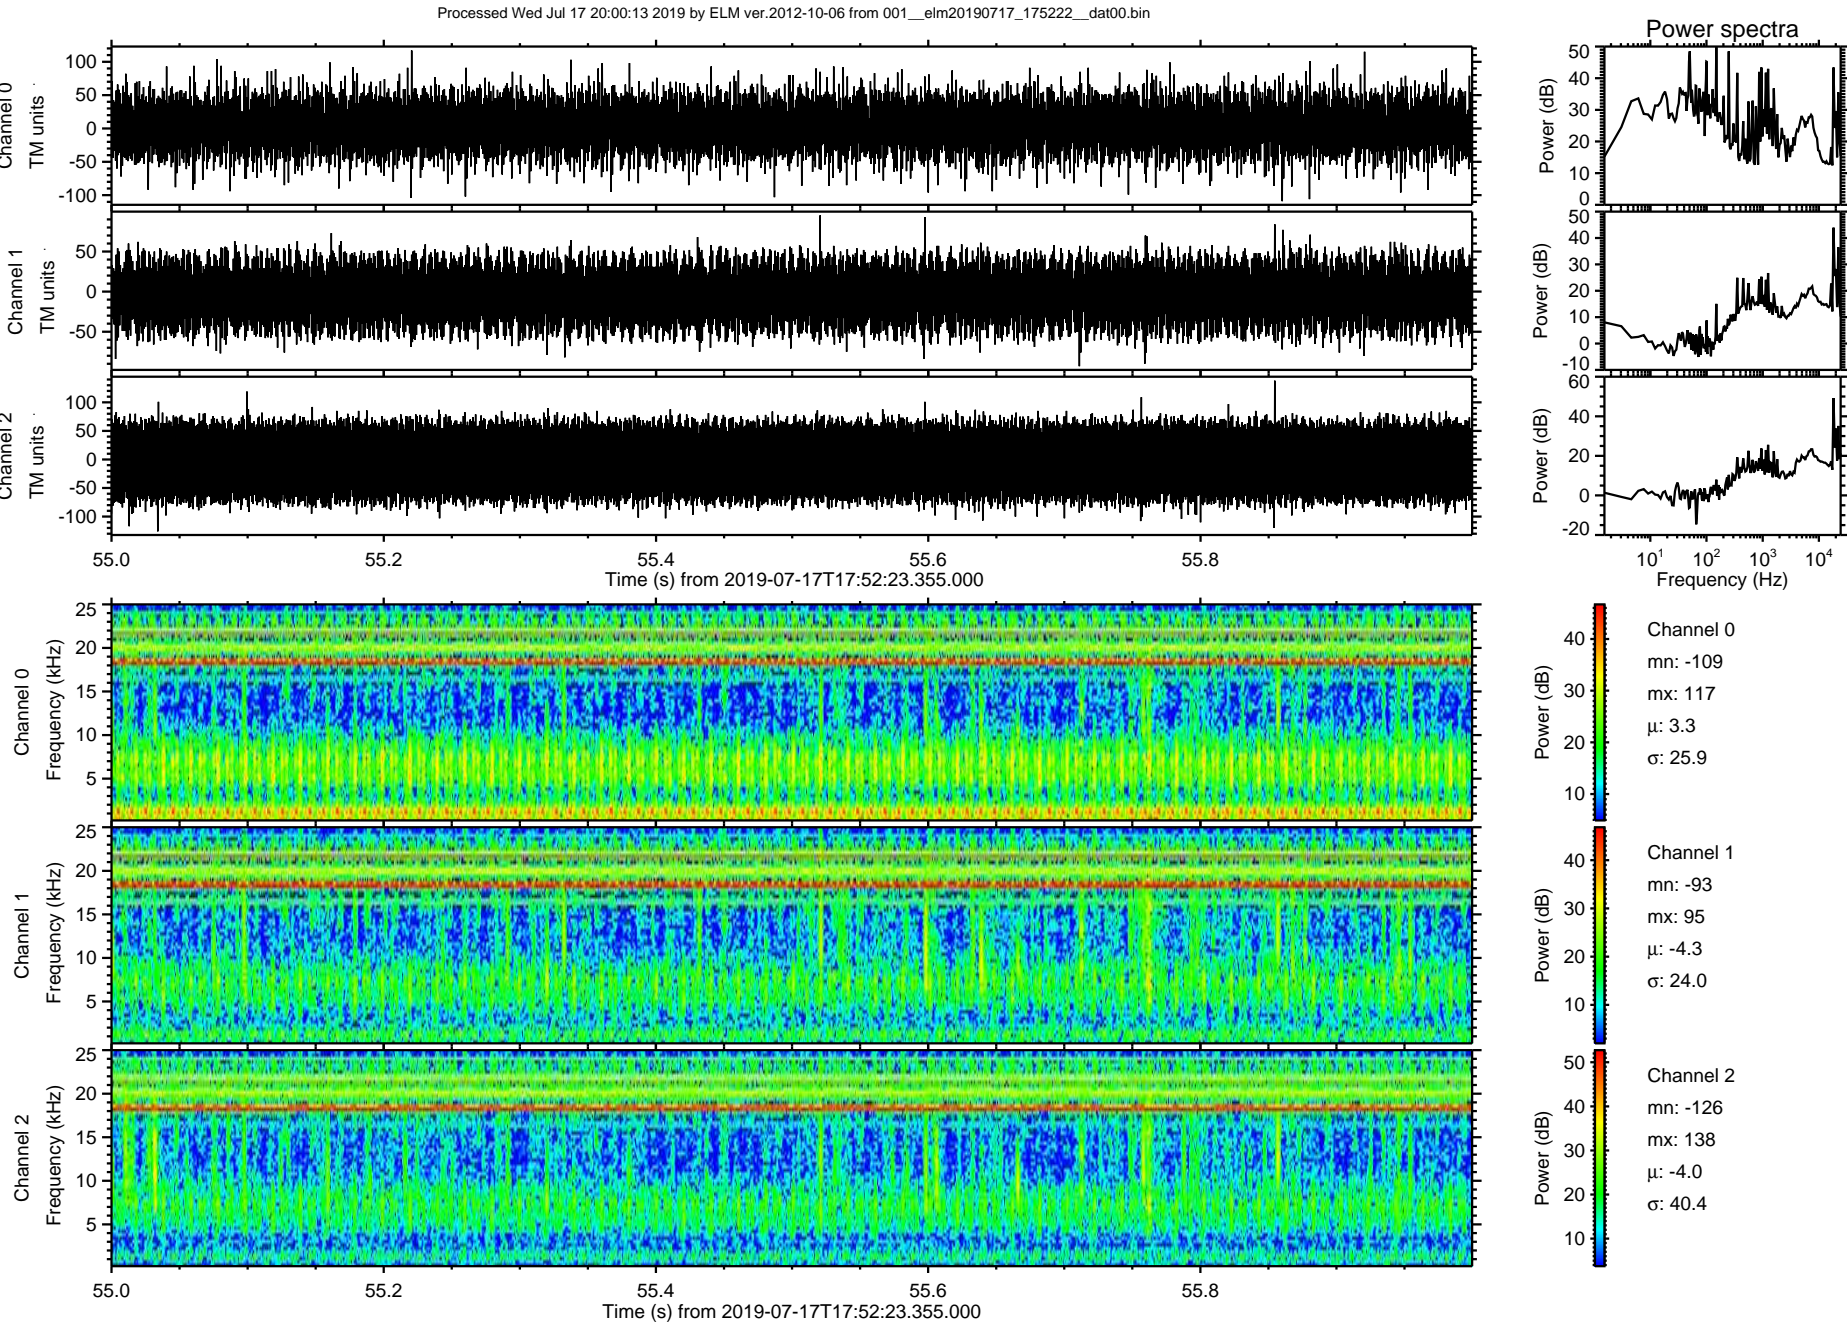 Processed Wed Jul 17 20:00:13 2019 by ELM ver.2012-10-06 from 001__elm20190717_175222__dat00.bin
Power spectra
Channel 0
TM units
100
50
0
-50
-100
Power (dB)
50
40
30
20
10
0
Channel 1
TM units
50
0
-50
Power (dB)
50
40
30
20
10
0
-10
Channel 2
TM units
100
50
0
-50
-100
Power (dB)
60
40
20
0
-20
55.0 55.2 55.4 55.6 55.8
Time (s) from 2019-07-17T17:52:23.355.000
10^1 10^2 10^3 10^4
Frequency (Hz)
Channel 0
Frequency (kHz)
25
20
15
10
5
Power (dB)
40
30
20
10
Channel 0
mn: -109
mx: 117
μ: 3.3
σ: 25.9
Channel 1
Frequency (kHz)
25
20
15
10
5
Power (dB)
40
30
20
10
Channel 1
mn: -93
mx: 95
μ: -4.3
σ: 24.0
Channel 2
Frequency (kHz)
25
20
15
10
5
Power (dB)
50
40
30
20
10
Channel 2
mn: -126
mx: 138
μ: -4.0
σ: 40.4
55.0 55.2 55.4 55.6 55.8
Time (s) from 2019-07-17T17:52:23.355.000